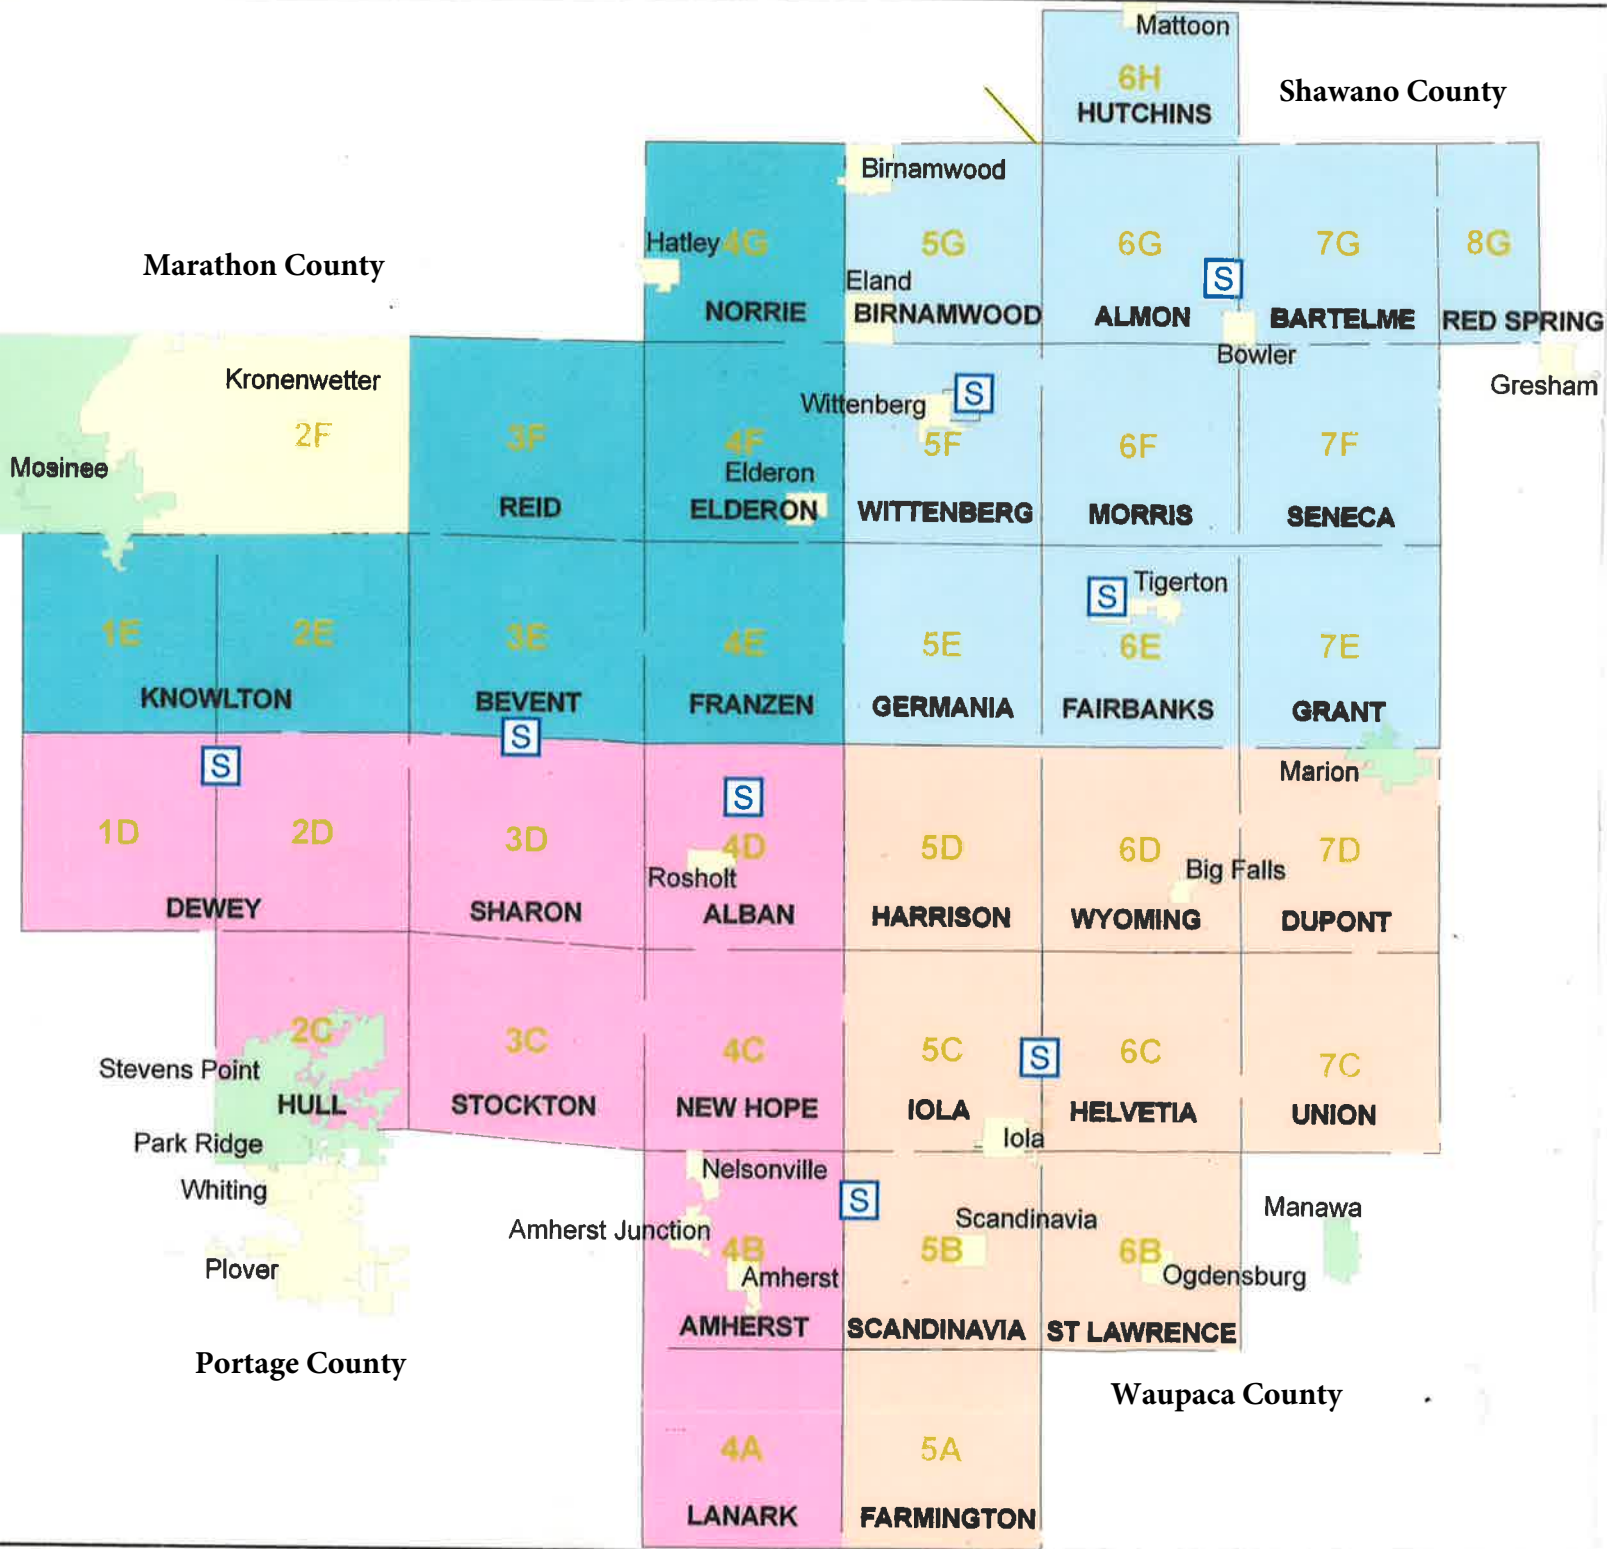 Mattoon
6H
HUTCHINS
Shawano County
Birnamwood
Marathon County
Hatley
4G
NORRIE
5G
Eland
BIRNAMWOOD
6G
S
ALMON
7G
BARTELME
8G
RED SPRING
Bowler
Gresham
Kronenwetter
2F
Mosinee
3F
REID
4F
Elderon
ELDERON
Wittenberg
S
5F
WITTENBERG
6F
MORRIS
7F
SENECA
1E
2E
KNOWLTON
3E
BEVENT
4E
FRANZEN
5E
GERMANIA
S
Tigerton
6E
FAIRBANKS
7E
GRANT
S
S
S
Marion
1D
2D
DEWEY
3D
SHARON
4D
Rosholt
ALBAN
5D
HARRISON
6D
Big Falls
WYOMING
7D
DUPONT
2C
Stevens Point
HULL
Park Ridge
Whiting
Plover
3C
STOCKTON
4C
NEW HOPE
5C
IOLA
S
Iola
6C
HELVETIA
7C
UNION
Nelsonville
Amherst Junction
4B
Amherst
AMHERST
S
Scandinavia
5B
SCANDINAVIA
6B
Ogdensburg
ST LAWRENCE
Manawa
Portage County
Waupaca County
4A
LANARK
5A
FARMINGTON